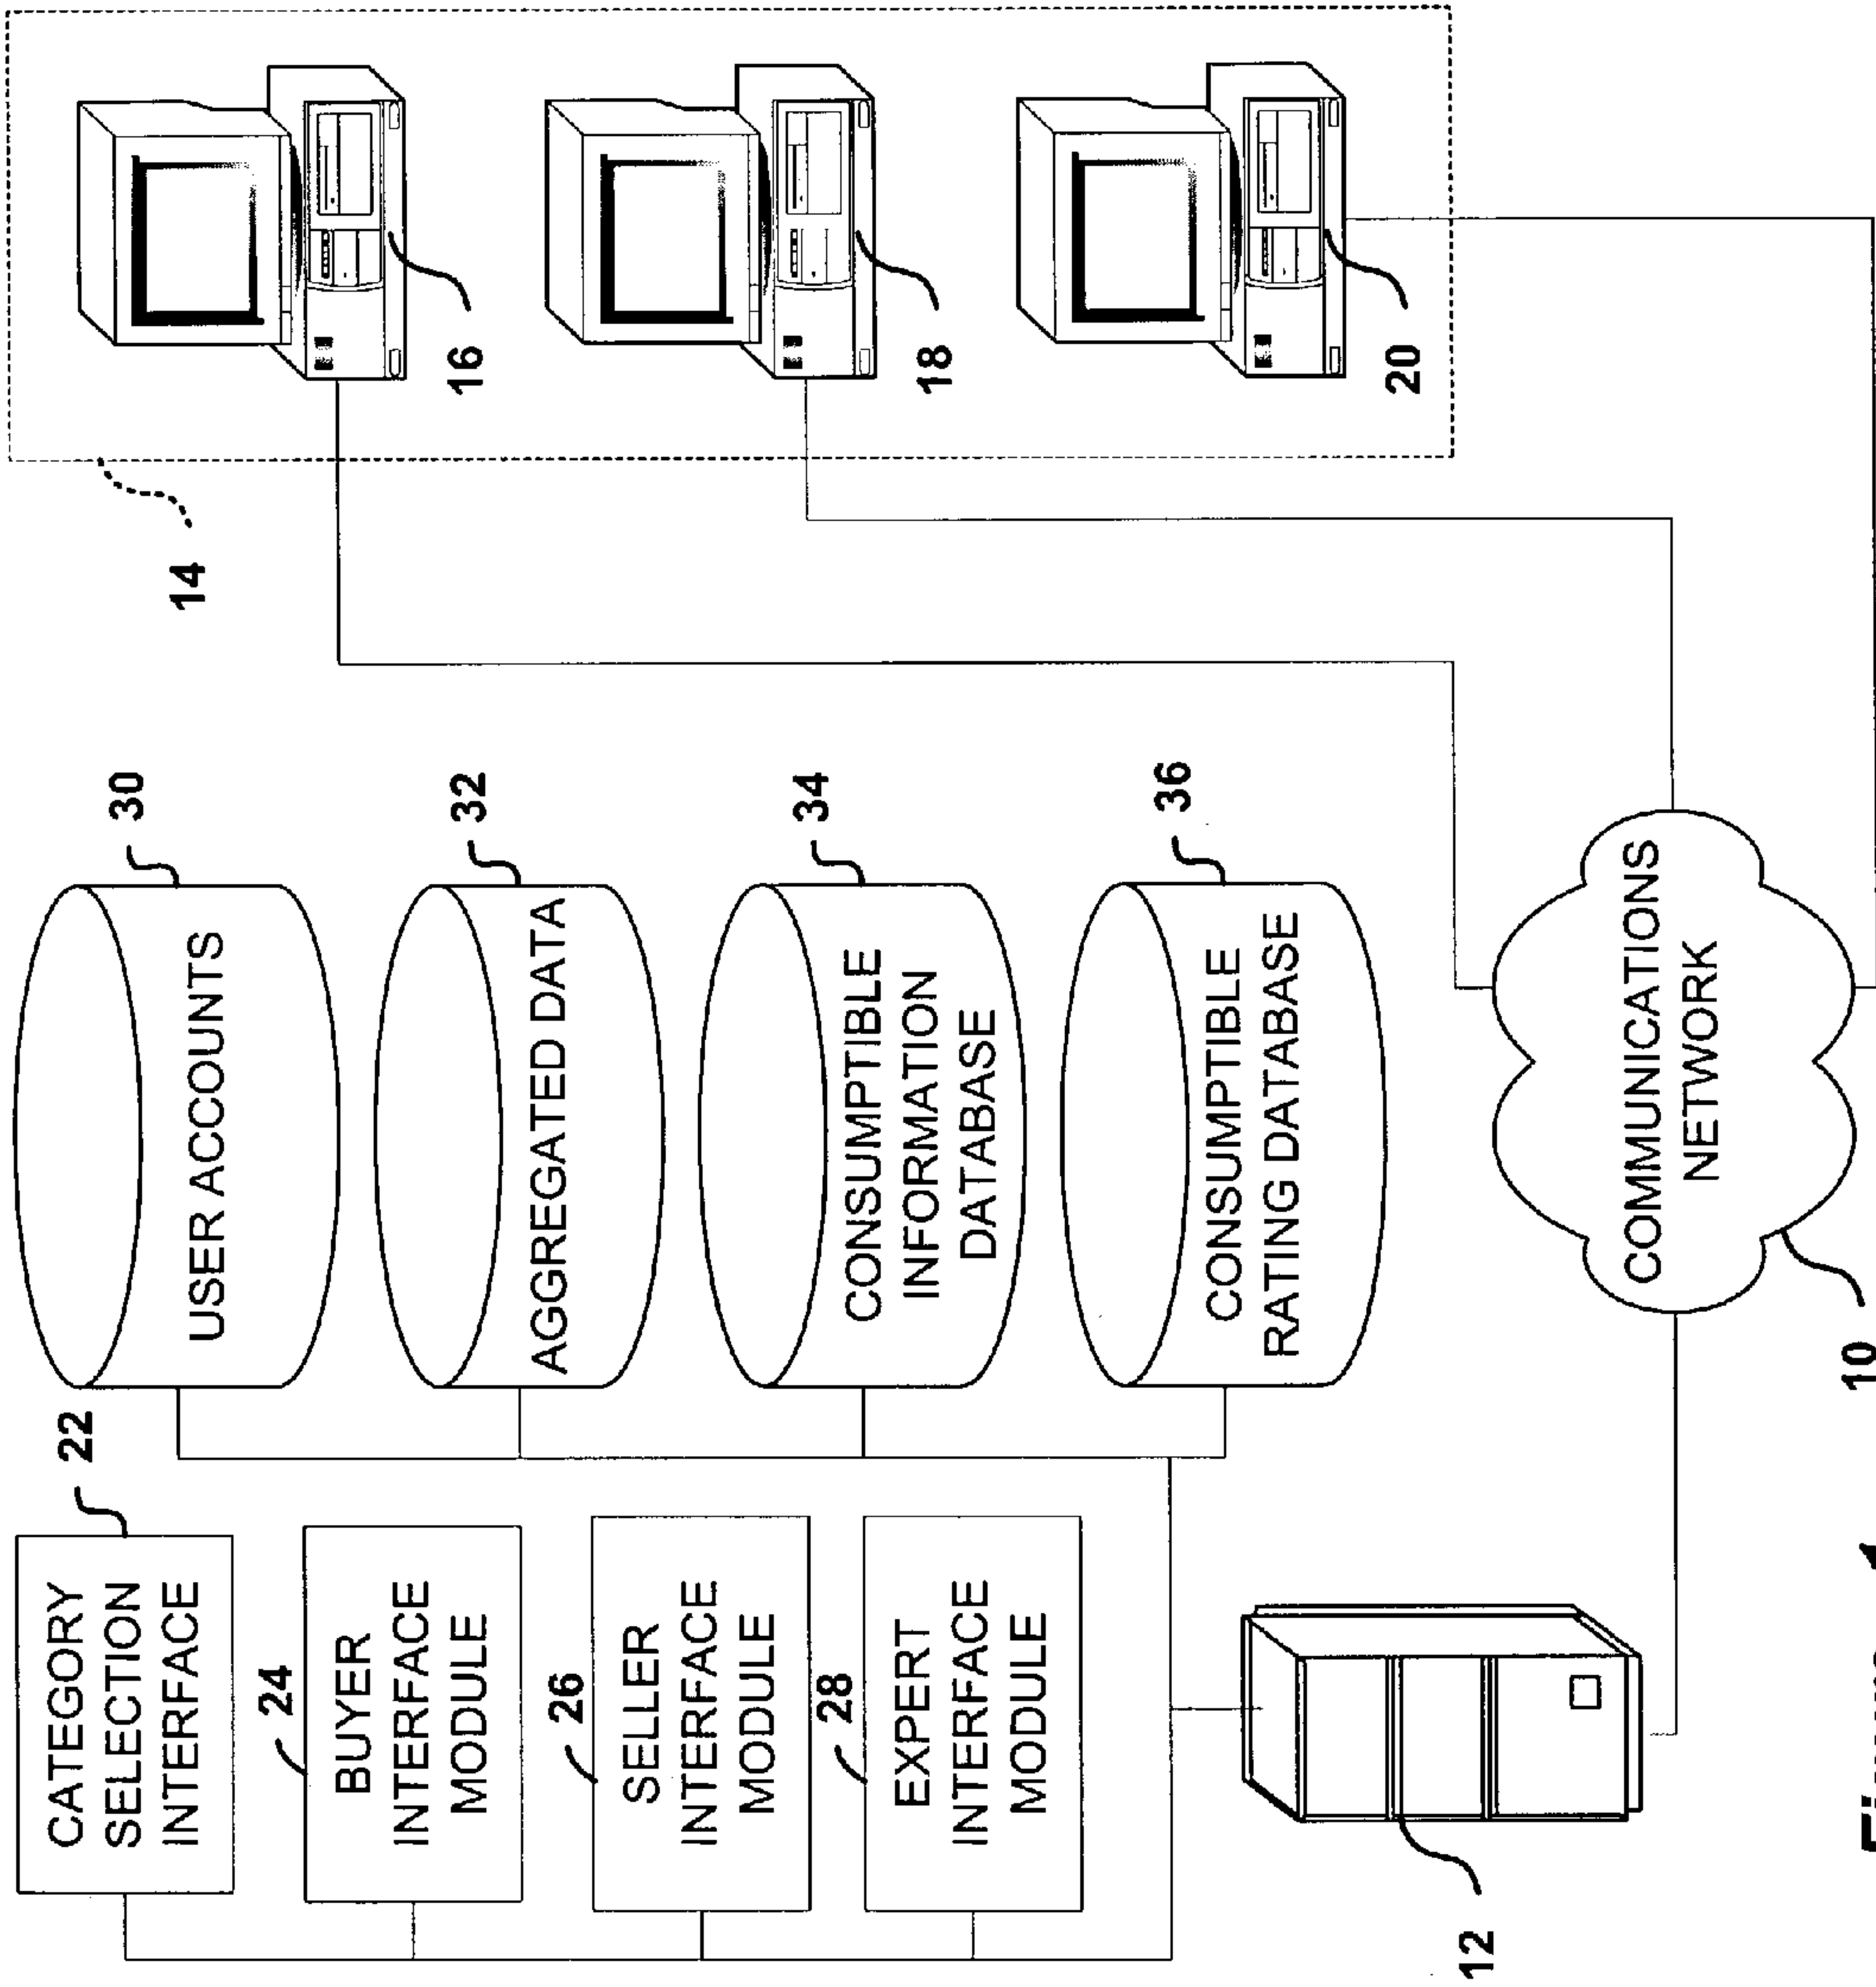 CATEGORY
SELECTION
INTERFACE
22
24
BUYER
INTERFACE
MODULE
26
SELLER
INTERFACE
MODULE
28
EXPERT
INTERFACE
MODULE
12
USER ACCOUNTS
30
AGGREGATED DATA
32
CONSUMPTIBLE
INFORMATION
DATABASE
34
CONSUMPTIBLE
RATING DATABASE
36
COMMUNICATIONS
NETWORK
10
14
16
18
20
Figure 1